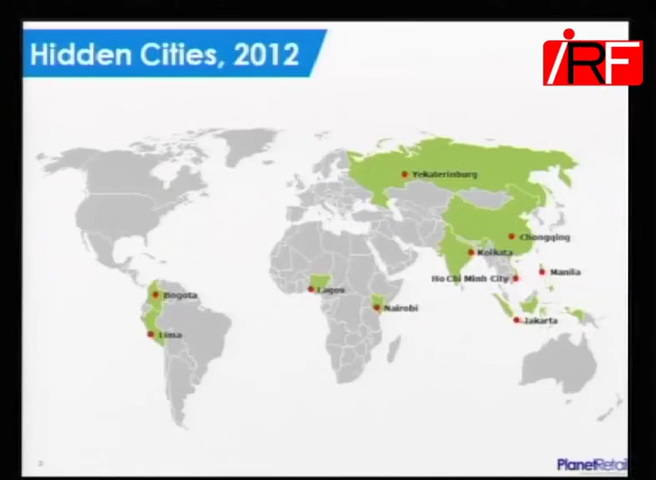 Hidden Cities, 2012
iRF
Yekaterinburg
Chongqing
Kolkata
Ho Chi Minh City
Manila
Bogota
Lagos
Nairobi
Jakarta
Lima
PlanetRetail